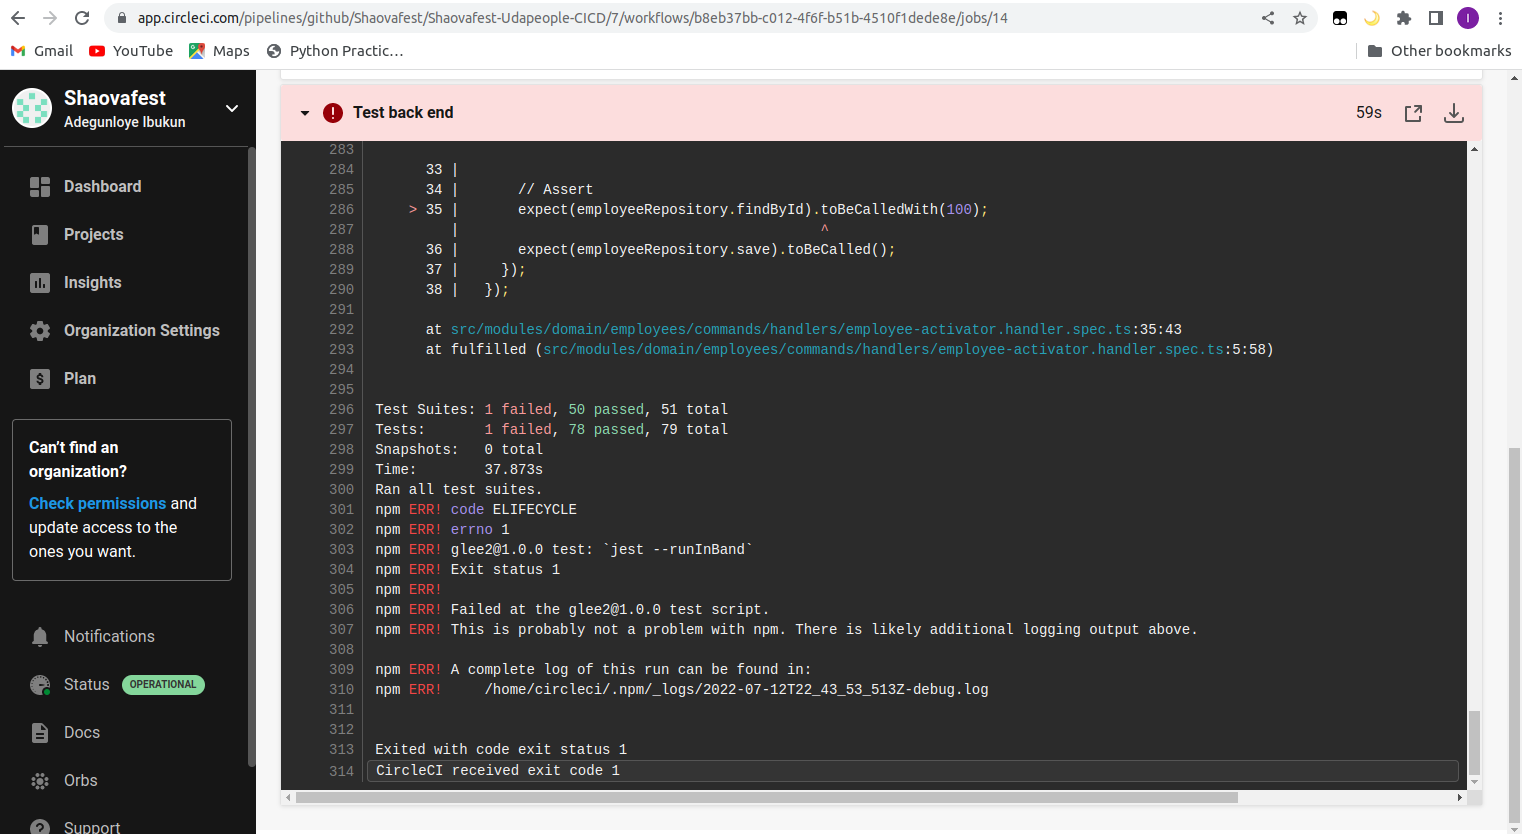 app.circleci.com/pipelines/github/Shaovafest/Shaovafest-Udapeople-CICD/7/workflows/b8eb37bb-c012-4f6f-b51b-4510f1dede8e/jobs/14
I
Gmail YouTube Maps Python Practic… Other bookmarks
Shaovafest
Adegunloye Ibukun
Dashboard
Projects
Insights
Organization Settings
Plan
Can't find an
organization?
Check permissions and
update access to the
ones you want.
Notifications
Status OPERATIONAL
Docs
Orbs
Support
Test back end 59s
283
284 33 |
285 34 | // Assert
286 > 35 | expect(employeeRepository.findById).toBeCalledWith(100);
287 | ^
288 36 | expect(employeeRepository.save).toBeCalled();
289 37 | });
290 38 | });
291
292 at src/modules/domain/employees/commands/handlers/employee-activator.handler.spec.ts:35:43
293 at fulfilled (src/modules/domain/employees/commands/handlers/employee-activator.handler.spec.ts:5:58)
294
295
296 Test Suites: 1 failed, 50 passed, 51 total
297 Tests: 1 failed, 78 passed, 79 total
298 Snapshots: 0 total
299 Time: 37.873s
300 Ran all test suites.
301 npm ERR! code ELIFECYCLE
302 npm ERR! errno 1
303 npm ERR! glee2@1.0.0 test: `jest --runInBand`
304 npm ERR! Exit status 1
305 npm ERR!
306 npm ERR! Failed at the glee2@1.0.0 test script.
307 npm ERR! This is probably not a problem with npm. There is likely additional logging output above.
308
309 npm ERR! A complete log of this run can be found in:
310 npm ERR! /home/circleci/.npm/_logs/2022-07-12T22_43_53_513Z-debug.log
311
312
313 Exited with code exit status 1
314 CircleCI received exit code 1